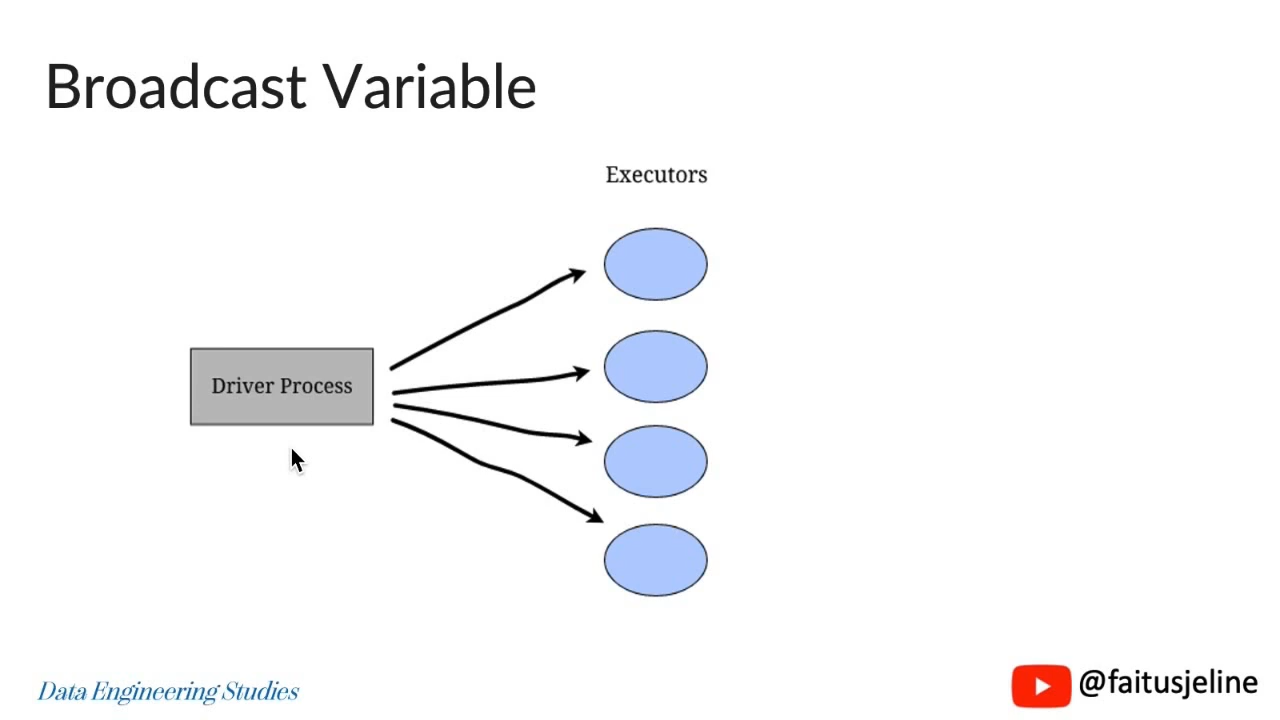 Broadcast Variable
Executors
Driver Process
Data Engineering Studies
@faitusjeline